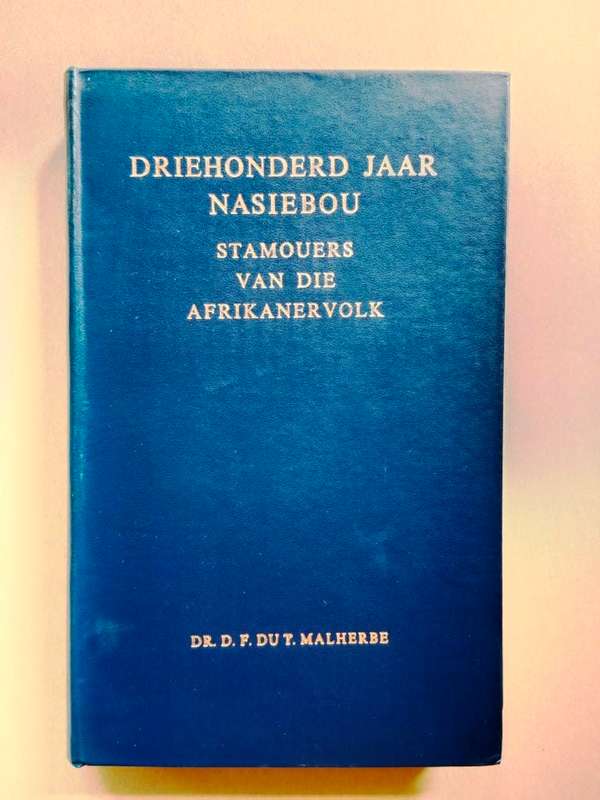 DRIEHONDERD JAAR
NASIEBOU
STAMOUERS
VAN DIE
AFRIKANERVOLK
DR. D. F. DU T. MALHERBE